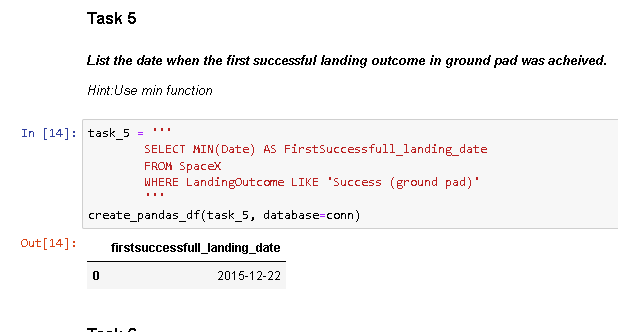 Task 5
List the date when the first successful landing outcome in ground pad was acheived.
Hint:Use min function
In [14]: task_5 = '''
SELECT MIN(Date) AS FirstSuccessfull_landing_date
FROM SpaceX
WHERE LandingOutcome LIKE 'Success (ground pad)'
'''
create_pandas_df(task_5, database=conn)
Out[14]:
firstsuccessfull_landing_date
0 2015-12-22